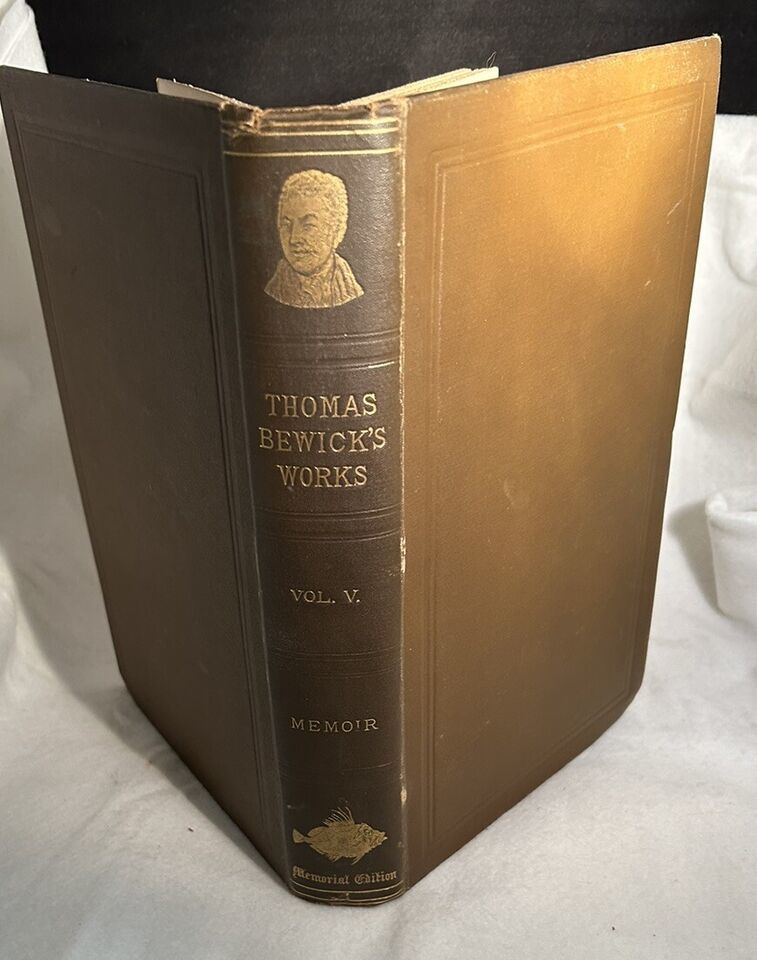 THOMAS
BEWICK'S
WORKS
VOL. V.
MEMOIR
Memorial Edition